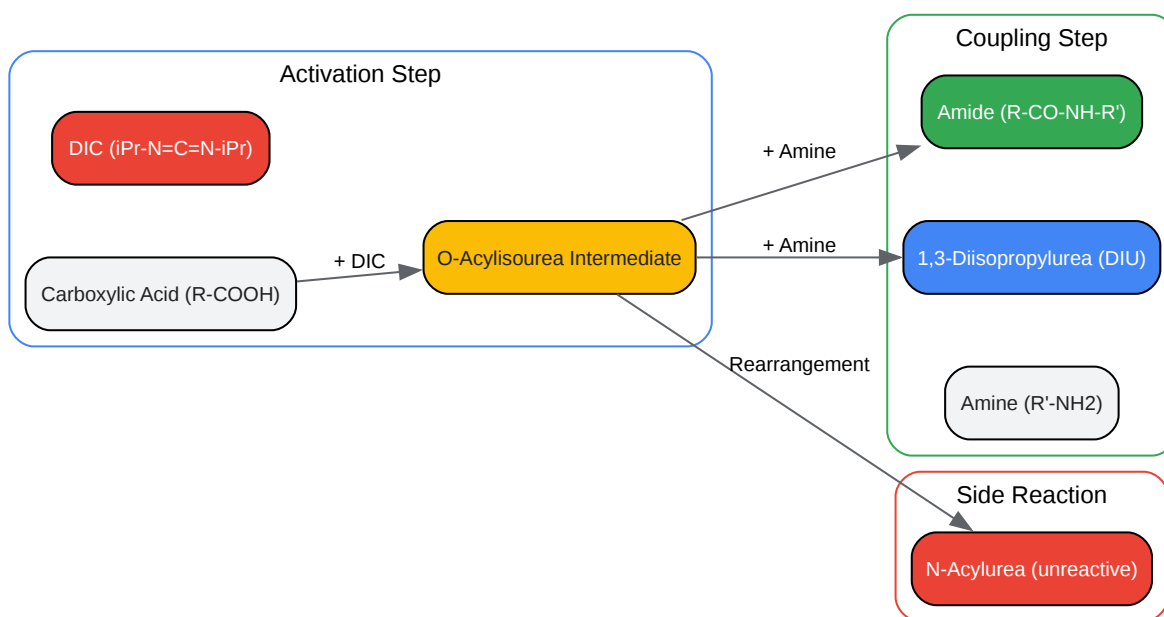 Activation Step
DIC (iPr-N=C=N-iPr)
Carboxylic Acid (R-COOH)
+ DIC
O-Acylisourea Intermediate
+ Amine
+ Amine
Rearrangement
Coupling Step
Amide (R-CO-NH-R')
1,3-Diisopropylurea (DIU)
Amine (R'-NH2)
Side Reaction
N-Acylurea (unreactive)